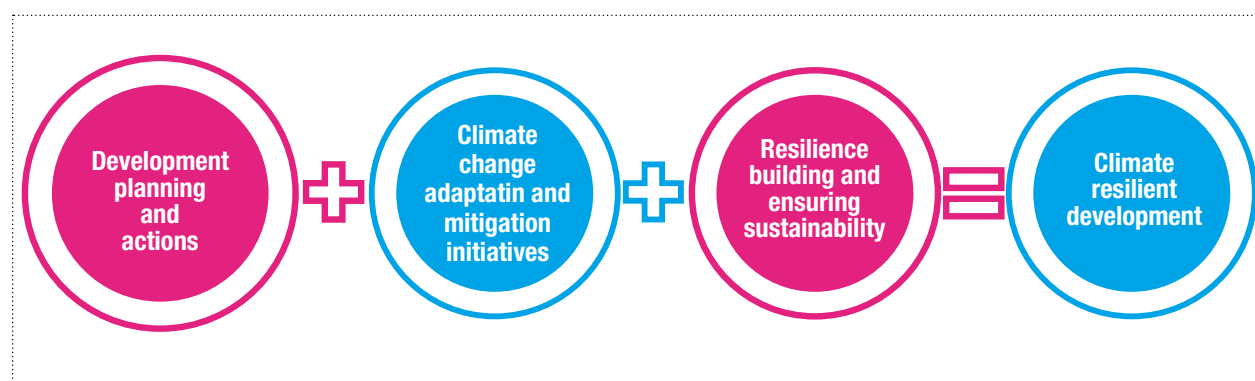 Development
planning
and
actions
Climate
change
adaptatin and
mitigation
initiatives
Resilience
building and
ensuring
sustainability
Climate
resilient
development